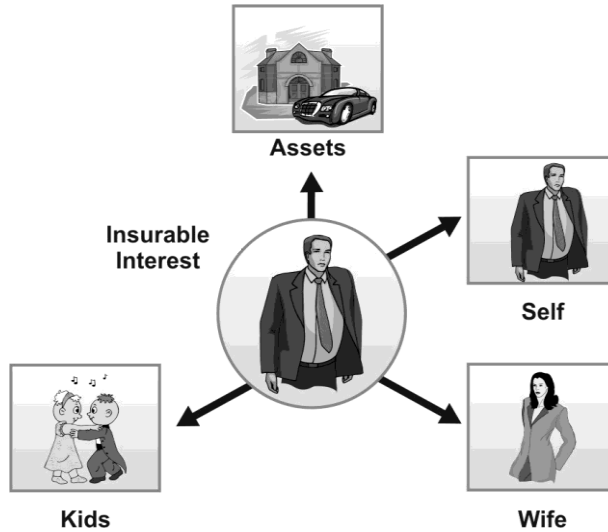 Assets
Insurable
Interest
Self
Kids
Wife